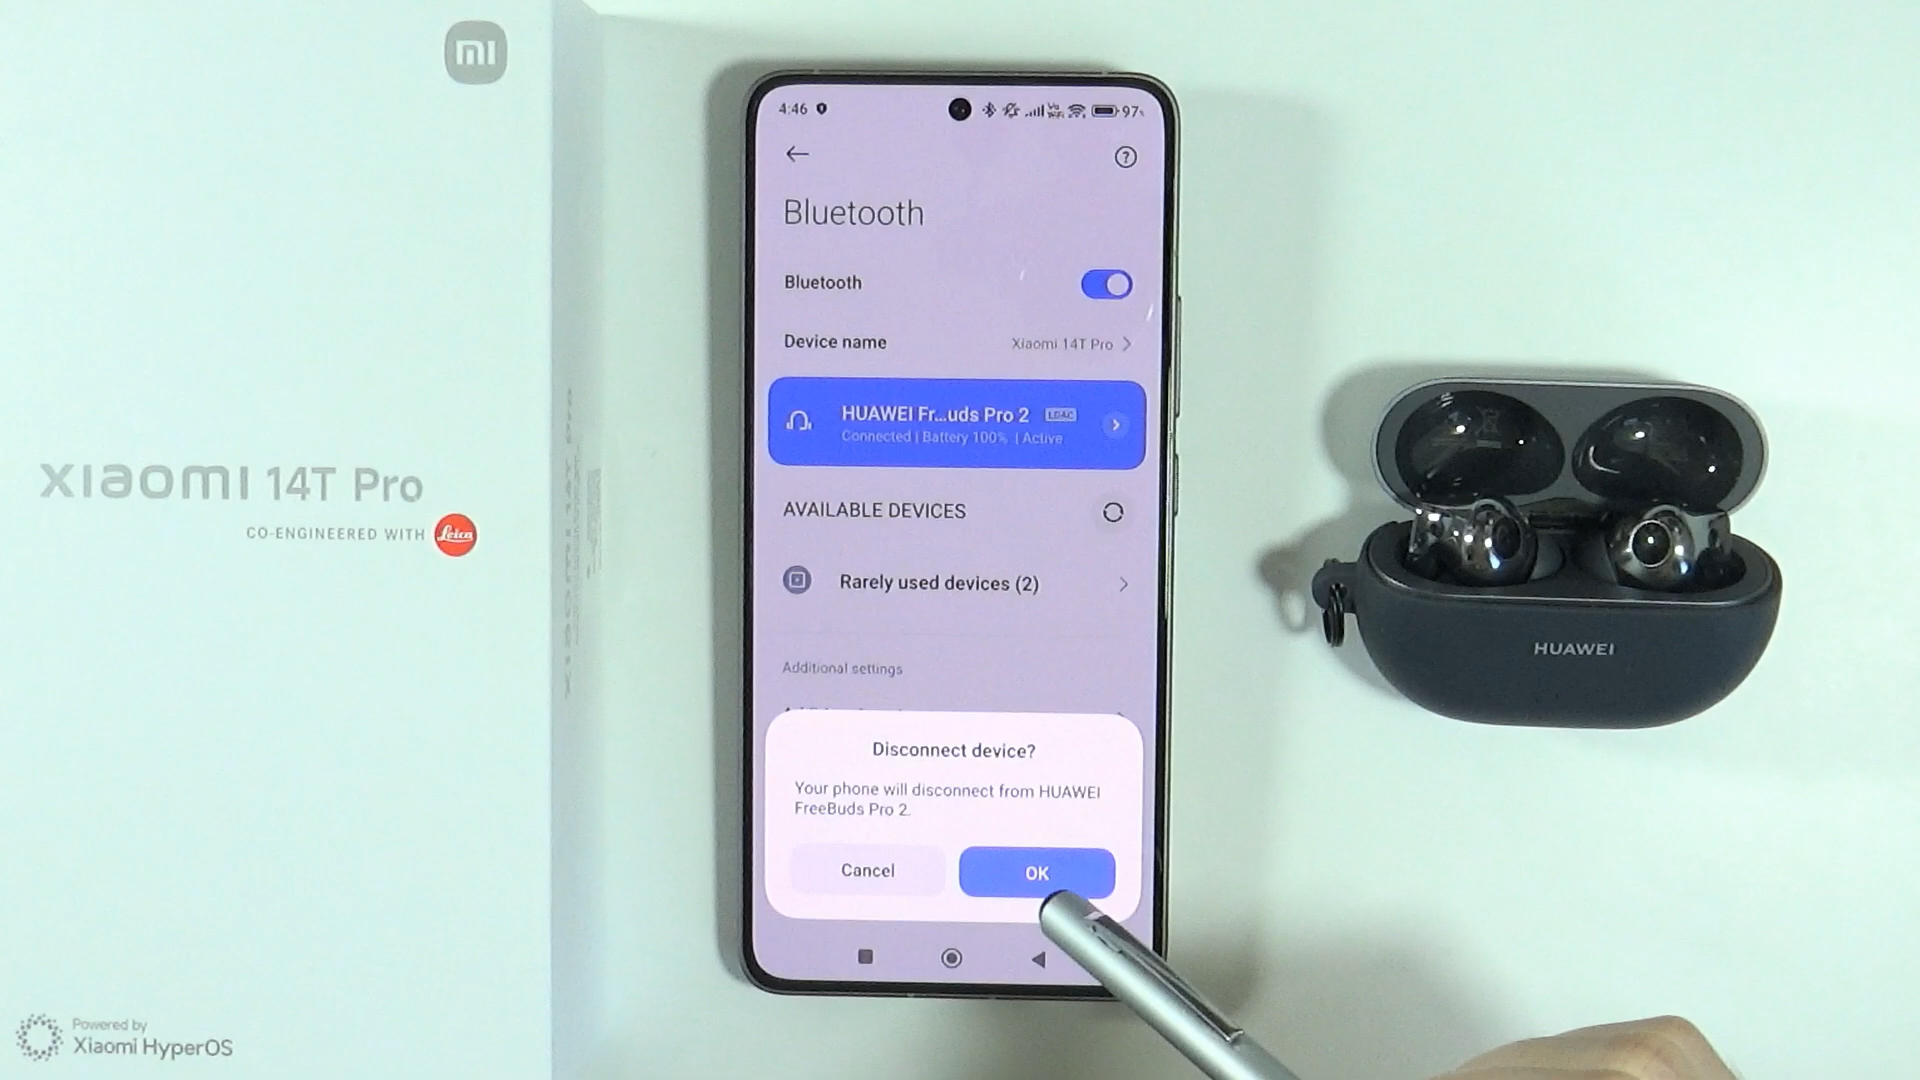 mi
XIAOMI 14T Pro
CO-ENGINEERED WITH Leica
Powered by
Xiaomi HyperOS
4:46
97
Bluetooth
Bluetooth
Device name
Xiaomi 14T Pro
HUAWEI Fr...uds Pro 2 LDAC
Connected | Battery 100% | Active
AVAILABLE DEVICES
Rarely used devices (2)
Additional settings
Disconnect device?
Your phone will disconnect from HUAWEI
FreeBuds Pro 2.
Cancel
OK
HUAWEI